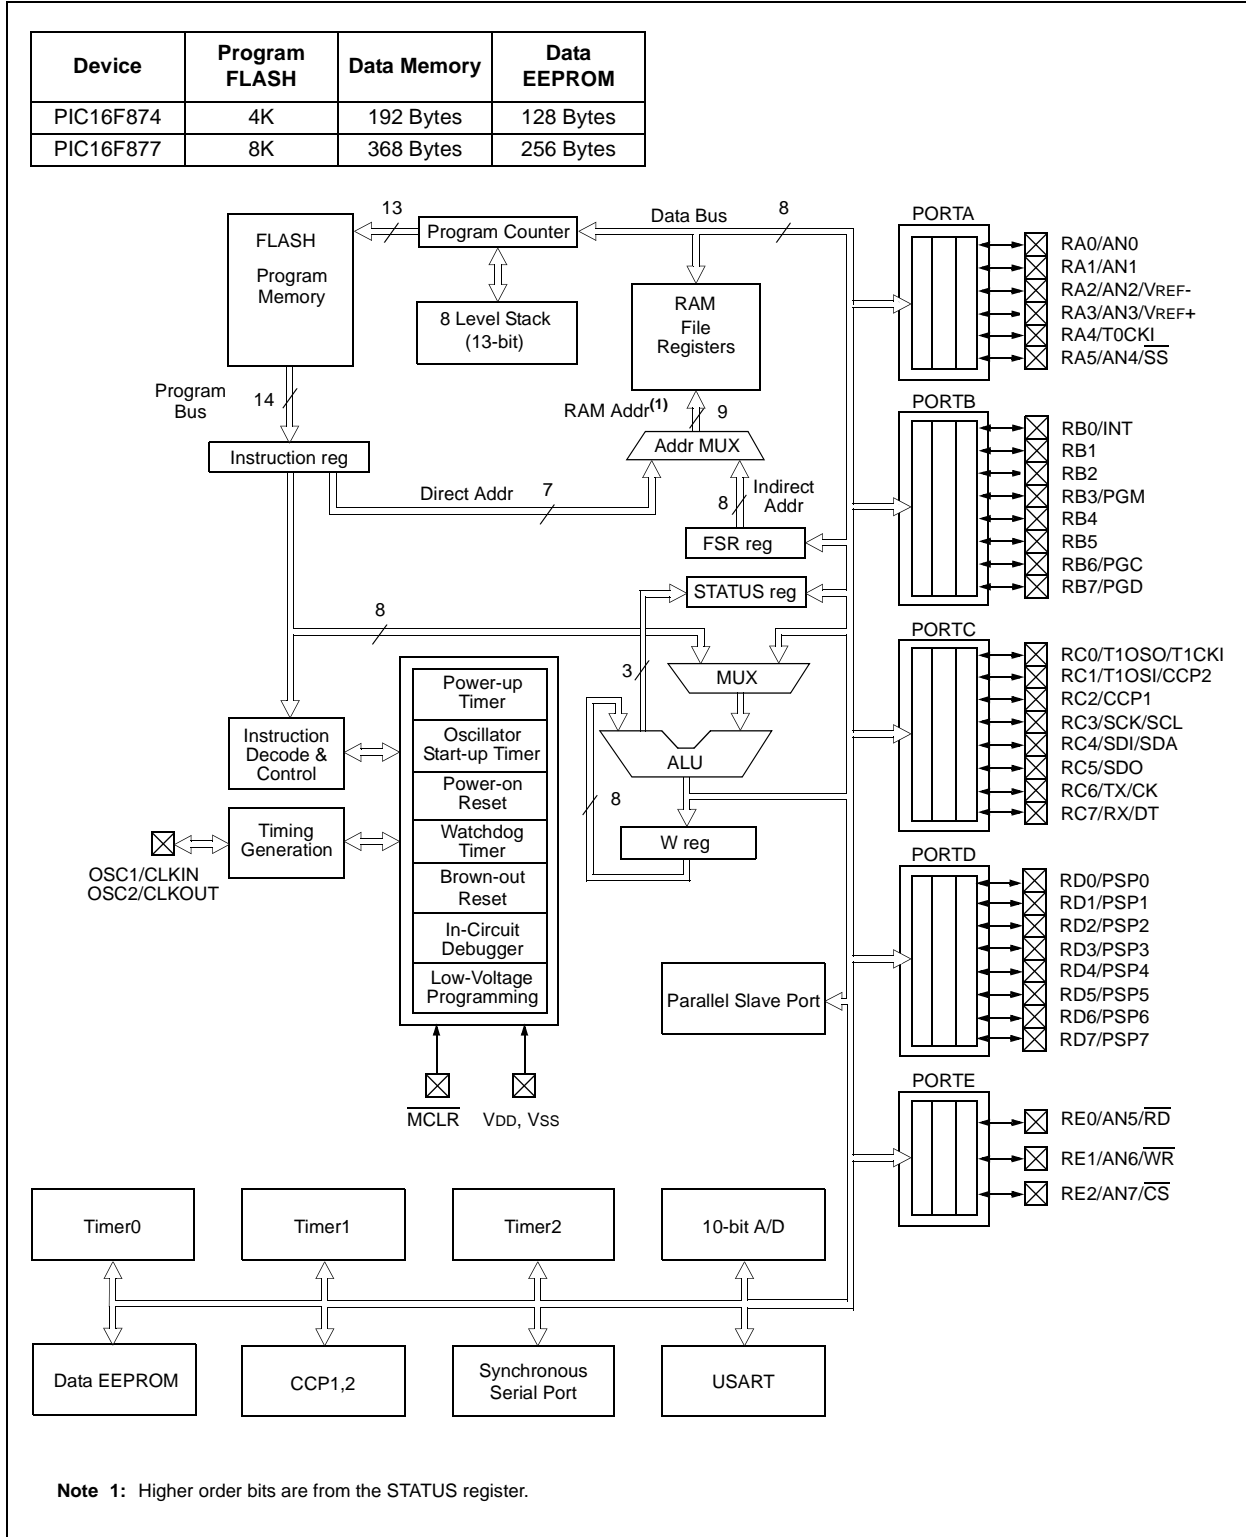 Device
Program
FLASH
Data Memory
Data
EEPROM
PIC16F874
4K
192 Bytes
128 Bytes
PIC16F877
8K
368 Bytes
256 Bytes
13
Program Counter
Data Bus
8
FLASH
Program
Memory
8 Level Stack
(13-bit)
RAM
File
Registers
Program
Bus
14
RAM Addr(1)
9
Addr MUX
Instruction reg
Direct Addr
7
8
Indirect
Addr
FSR reg
STATUS reg
8
3
MUX
ALU
8
W reg
Power-up
Timer
Oscillator
Start-up Timer
Power-on
Reset
Watchdog
Timer
Brown-out
Reset
In-Circuit
Debugger
Low-Voltage
Programming
Instruction
Decode &
Control
Timing
Generation
OSC1/CLKIN
OSC2/CLKOUT
MCLR
VDD, VSS
Parallel Slave Port
PORTA
RA0/AN0
RA1/AN1
RA2/AN2/VREF-
RA3/AN3/VREF+
RA4/T0CKI
RA5/AN4/SS
PORTB
RB0/INT
RB1
RB2
RB3/PGM
RB4
RB5
RB6/PGC
RB7/PGD
PORTC
RC0/T1OSO/T1CKI
RC1/T1OSI/CCP2
RC2/CCP1
RC3/SCK/SCL
RC4/SDI/SDA
RC5/SDO
RC6/TX/CK
RC7/RX/DT
PORTD
RD0/PSP0
RD1/PSP1
RD2/PSP2
RD3/PSP3
RD4/PSP4
RD5/PSP5
RD6/PSP6
RD7/PSP7
PORTE
RE0/AN5/RD
RE1/AN6/WR
RE2/AN7/CS
Timer0
Timer1
Timer2
10-bit A/D
Data EEPROM
CCP1,2
Synchronous
Serial Port
USART
Note 1: Higher order bits are from the STATUS register.